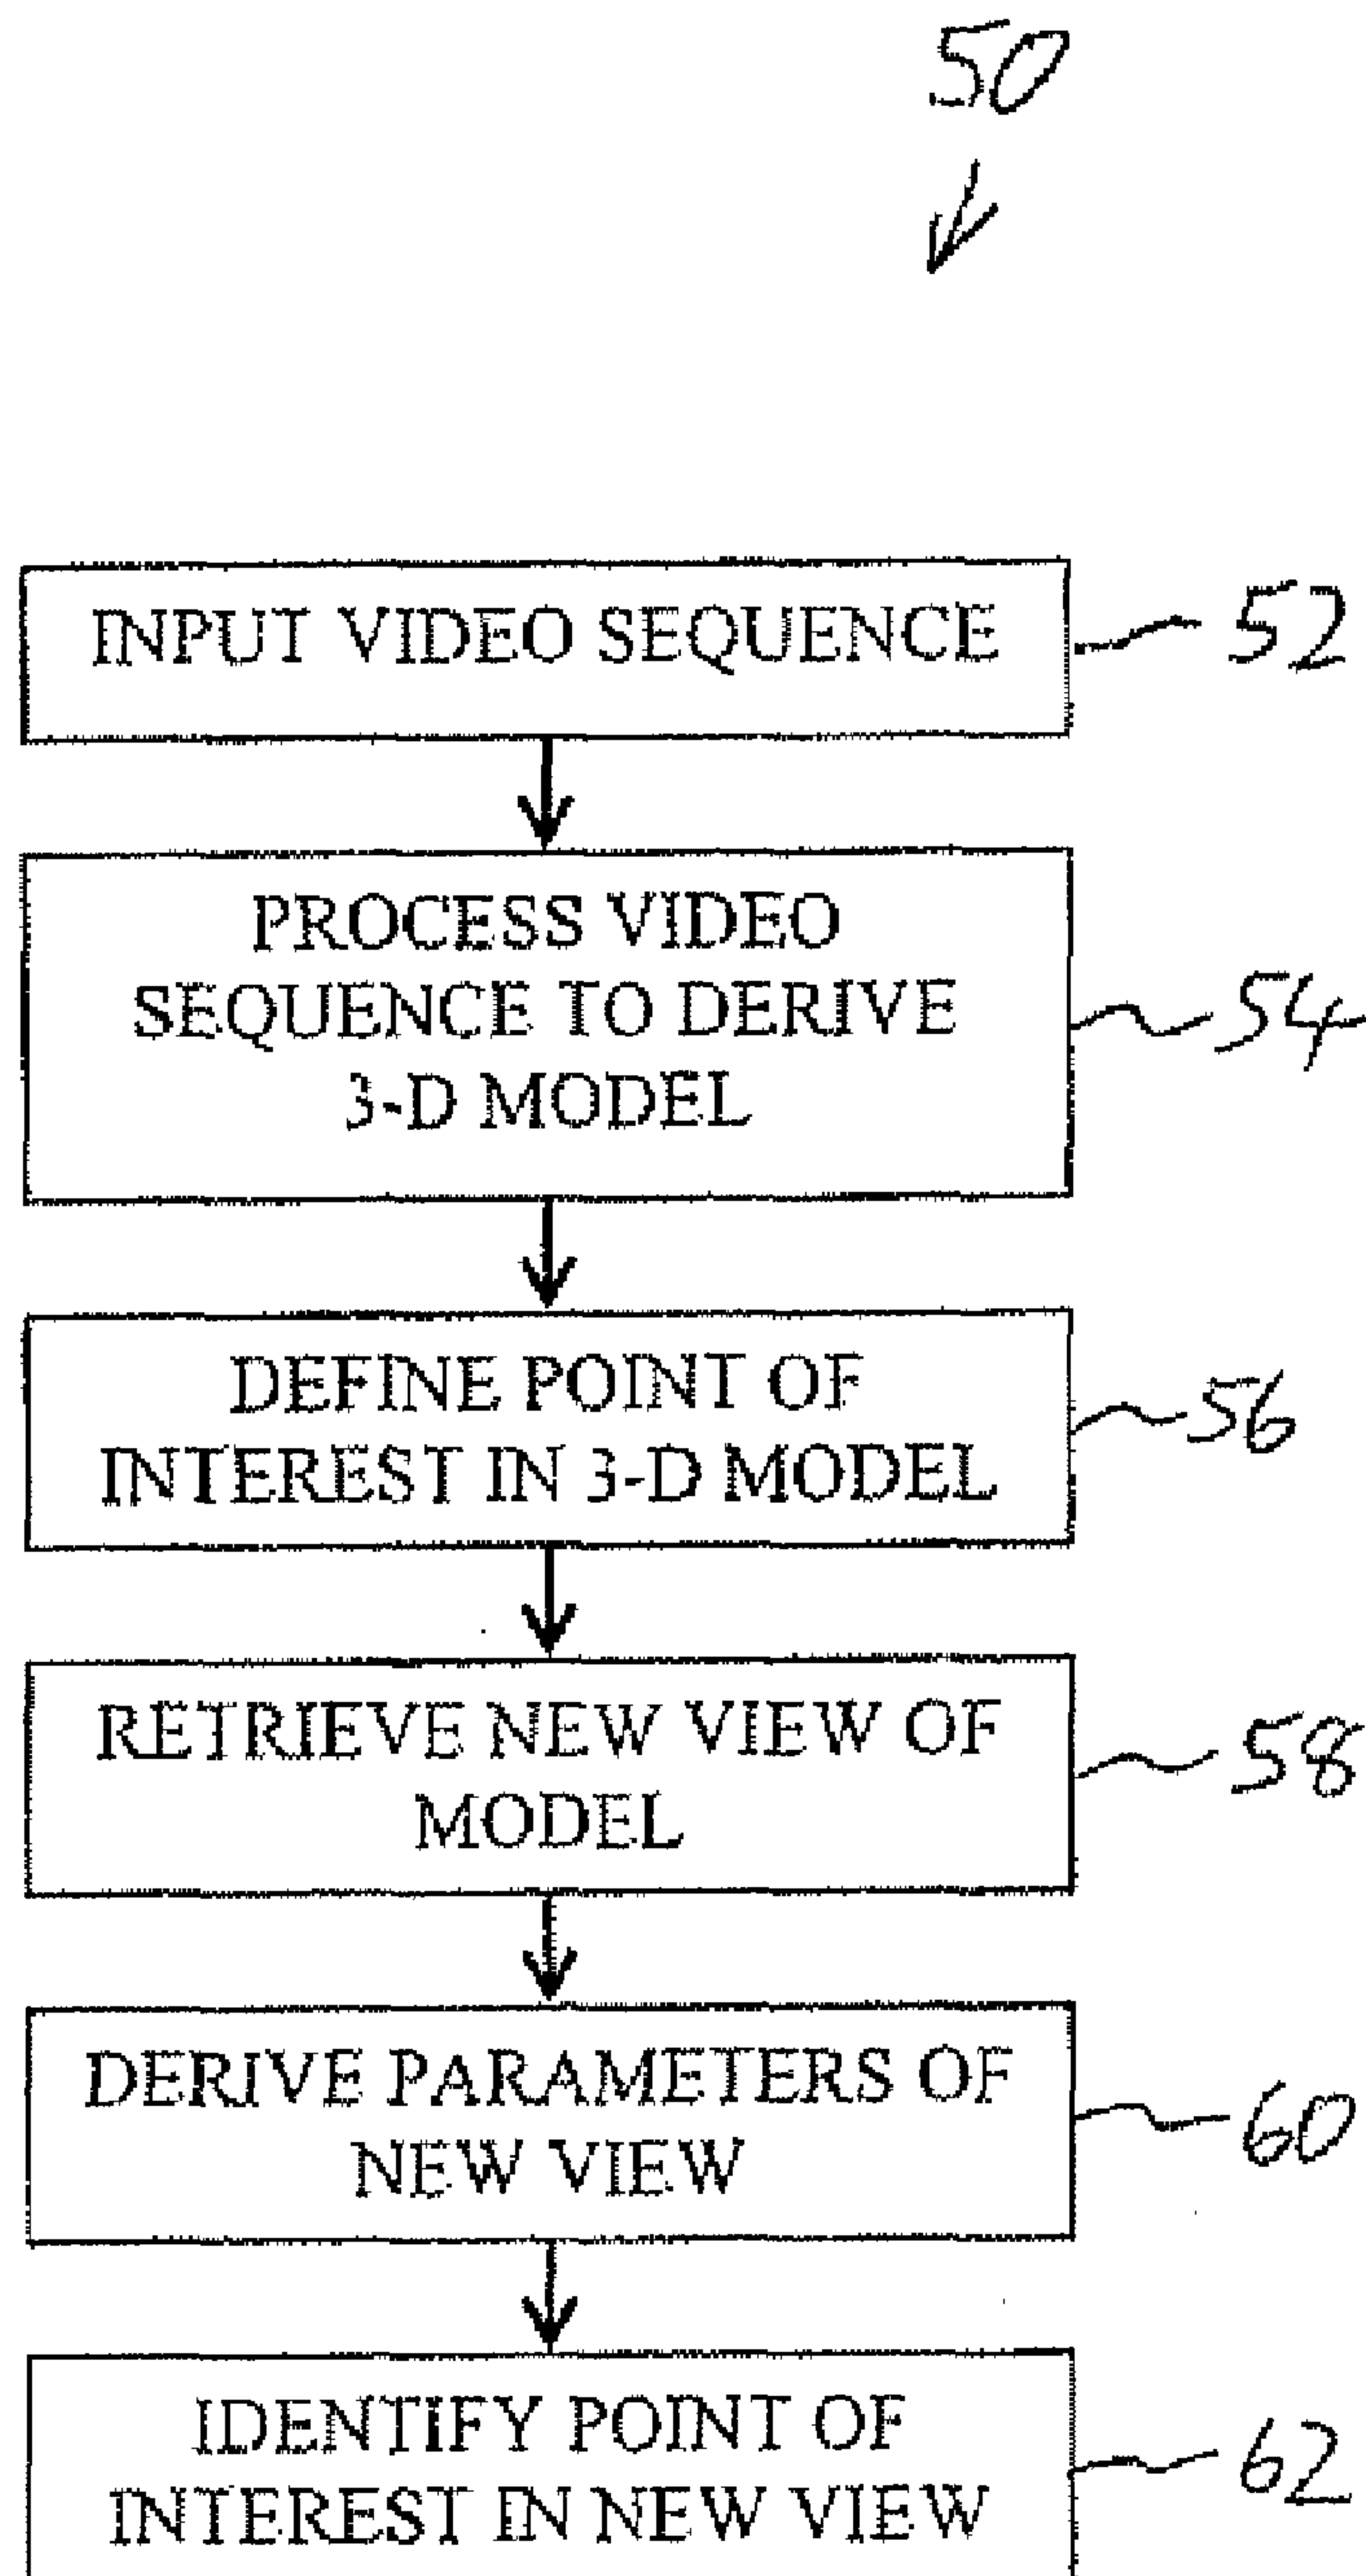 50
INPUT VIDEO SEQUENCE
52
PROCESS VIDEO
SEQUENCE TO DERIVE
3-D MODEL
54
DEFINE POINT OF
INTEREST IN 3-D MODEL
56
RETRIEVE NEW VIEW OF
MODEL
58
DERIVE PARAMETERS OF
NEW VIEW
60
IDENTIFY POINT OF
INTEREST IN NEW VIEW
62